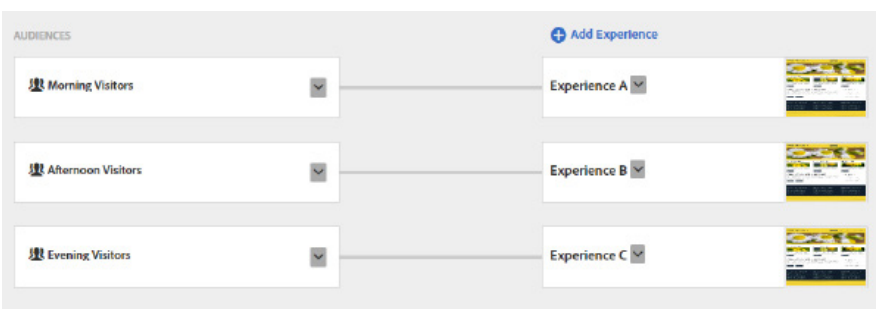 AUDIENCES
Add Experience
Morning Visitors
Experience A
Afternoon Visitors
Experience B
Evening Visitors
Experience C